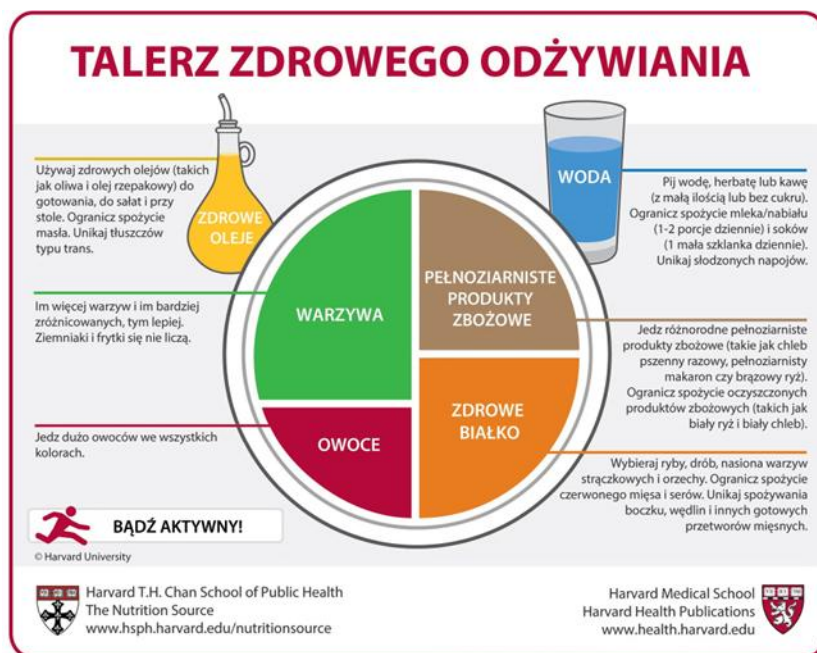 TALERZ ZDROWEGO ODŻYWIANIA
Używaj zdrowych olejów (takich
jak oliwa i olej rzepakowy) do
gotowania, do sałat i przy
stole. Ogranicz spożycie
masła. Unikaj tłuszczów
typu trans.
ZDROWE
OLEJE
WODA
Pij wodę, herbatę lub kawę
(z małą ilością lub bez cukru).
Ogranicz spożycie mleka/nabiału
(1-2 porcje dziennie) i soków
(1 mała szklanka dziennie).
Unikaj słodzonych napojów.
Im więcej warzyw i im bardziej
zróżnicowanych, tym lepiej.
Ziemniaki i frytki się nie liczą.
WARZYWA
PEŁNOZIARNISTE
PRODUKTY
ZBOŻOWE
Jedz różnorodne pełnoziarniste
produkty zbożowe (takie jak chleb
pszenny razowy, pełnoziarnisty
makaron czy brązowy ryż).
Ogranicz spożycie oczyszczonych
produktów zbożowych (takich jak
biały ryż i biały chleb).
Jedz dużo owoców we wszystkich
kolorach.
OWOCE
ZDROWE
BIAŁKO
Wybieraj ryby, drób, nasiona warzyw
strączkowych i orzechy. Ogranicz spożycie
czerwonego mięsa i serów. Unikaj spożywania
boczku, wędlin i innych gotowych
przetworów mięsnych.
BĄDŹ AKTYWNY!
© Harvard University
Harvard T.H. Chan School of Public Health
The Nutrition Source
www.hsph.harvard.edu/nutritionsource
Harvard Medical School
Harvard Health Publications
www.health.harvard.edu